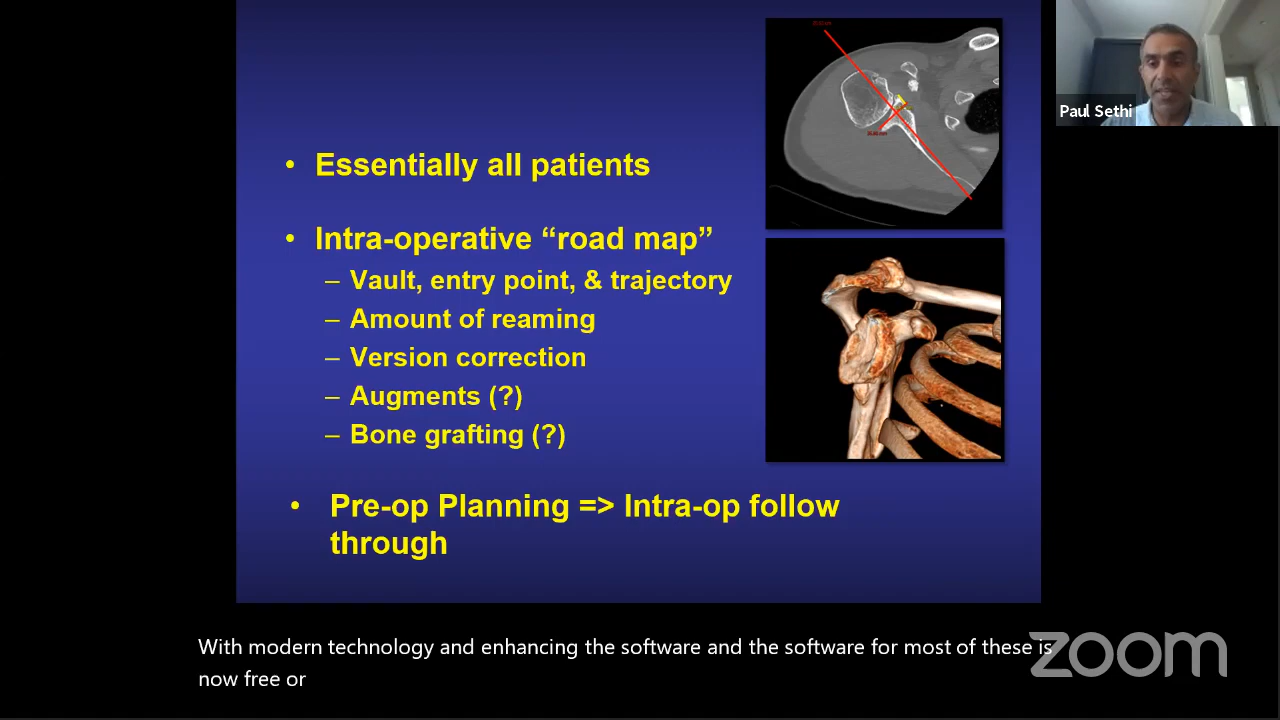 • Essentially all patients
• Intra-operative “road map”
– Vault, entry point, & trajectory
– Amount of reaming
– Version correction
– Augments (?)
– Bone grafting (?)
• Pre-op Planning => Intra-op follow
through
Paul Sethi
With modern technology and enhancing the software and the software for most of these is
now free or
zoom